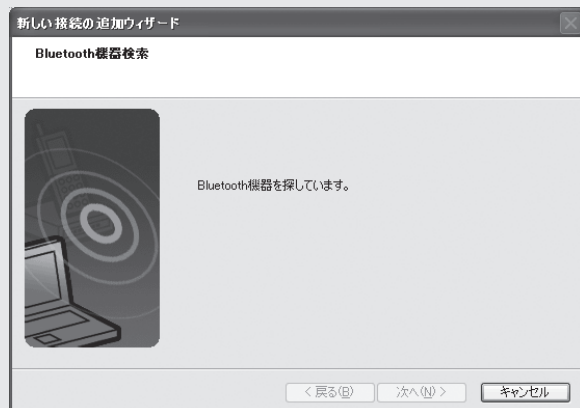 新しい接続の追加ウィザード
Bluetooth機器検索
Bluetooth機器を探しています。
< 戻る(B)
次へ(N) >
キャンセル